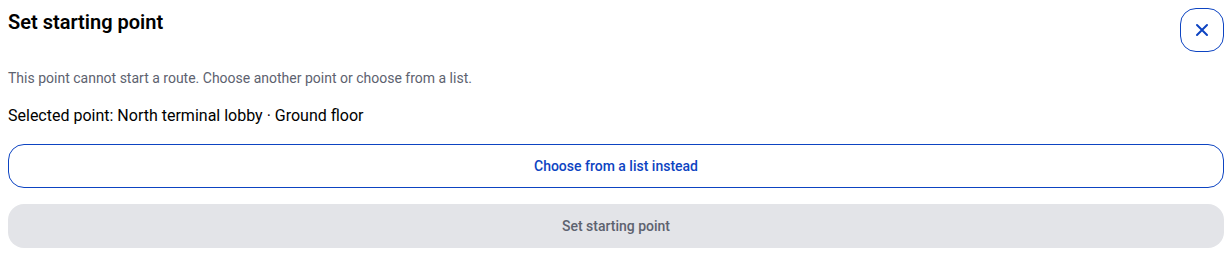 Set starting point
This point cannot start a route. Choose another point or choose from a list.
Selected point: North terminal lobby · Ground floor
Choose from a list instead
Set starting point